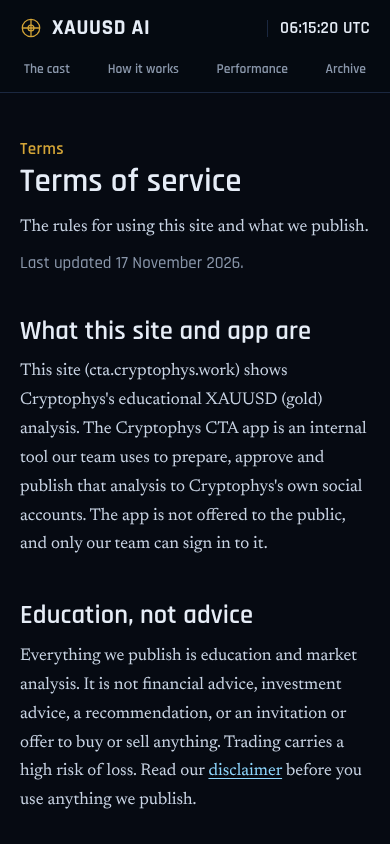 XAUUSD AI
06:15:20 UTC
The cast How it works Performance Archive
Terms
Terms of service
The rules for using this site and what we publish.
Last updated 17 November 2026.
What this site and app are
This site (cta.cryptophys.work) shows
Cryptophys's educational XAUUSD (gold)
analysis. The Cryptophys CTA app is an internal
tool our team uses to prepare, approve and
publish that analysis to Cryptophys's own social
accounts. The app is not offered to the public,
and only our team can sign in to it.
Education, not advice
Everything we publish is education and market
analysis. It is not financial advice, investment
advice, a recommendation, or an invitation or
offer to buy or sell anything. Trading carries a
high risk of loss. Read our disclaimer before you
use anything we publish.